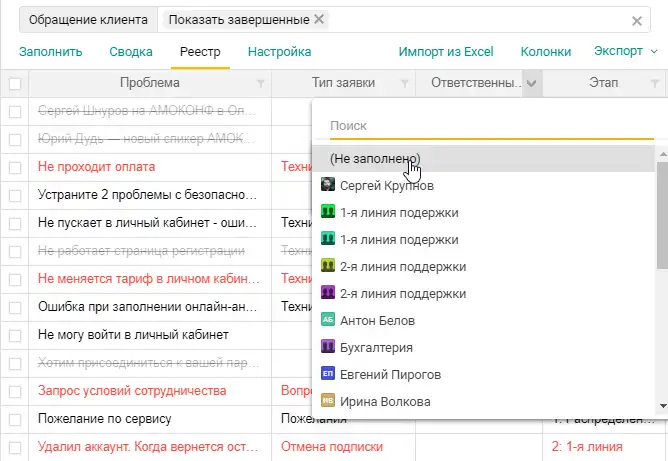 Обращение клиента Показать завершенные
Заполнить Сводка Реестр Настройка Импорт из Excel Колонки Экспорт
Проблема Тип заявки Ответственны... Этап
Сергей Шнуров на АМОКОНФ в Ол...
Юрий Дудь — новый спикер АМОК...
Не проходит оплата Техни
Устраните 2 проблемы с безопасно...
Не пускает в личный кабинет - оши... Техни
Не работает страница регистрации Техни
Не меняется тариф в личном кабин... Техни
Ошибка при заполнении онлайн-ан... Техни
Не могу войти в личный кабинет
Хотим присоединиться к вашей пар...
Запрос условий сотрудничества Вопро
Пожелание по сервису Пожелания 1: Распределен...
Удалил аккаунт. Когда вернется ост... Отмена подписки 2: 1-я линия
Поиск
(Не заполнено)
Сергей Крупнов
1-я линия подержки
1-я линия подержки
2-я линия поддержки
2-я линия поддержки
АБ Антон Белов
Бухгалтерия
ЕП Евгений Пирогов
ИВ Ирина Волкова